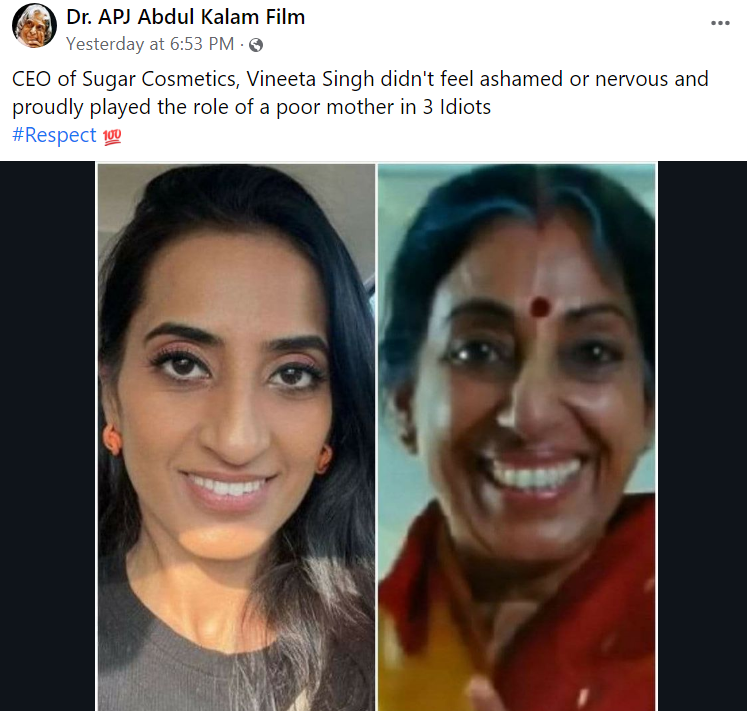 Dr. APJ Abdul Kalam Film
Yesterday at 6:53 PM ·
CEO of Sugar Cosmetics, Vineeta Singh didn't feel ashamed or nervous and
proudly played the role of a poor mother in 3 Idiots
#Respect 💯